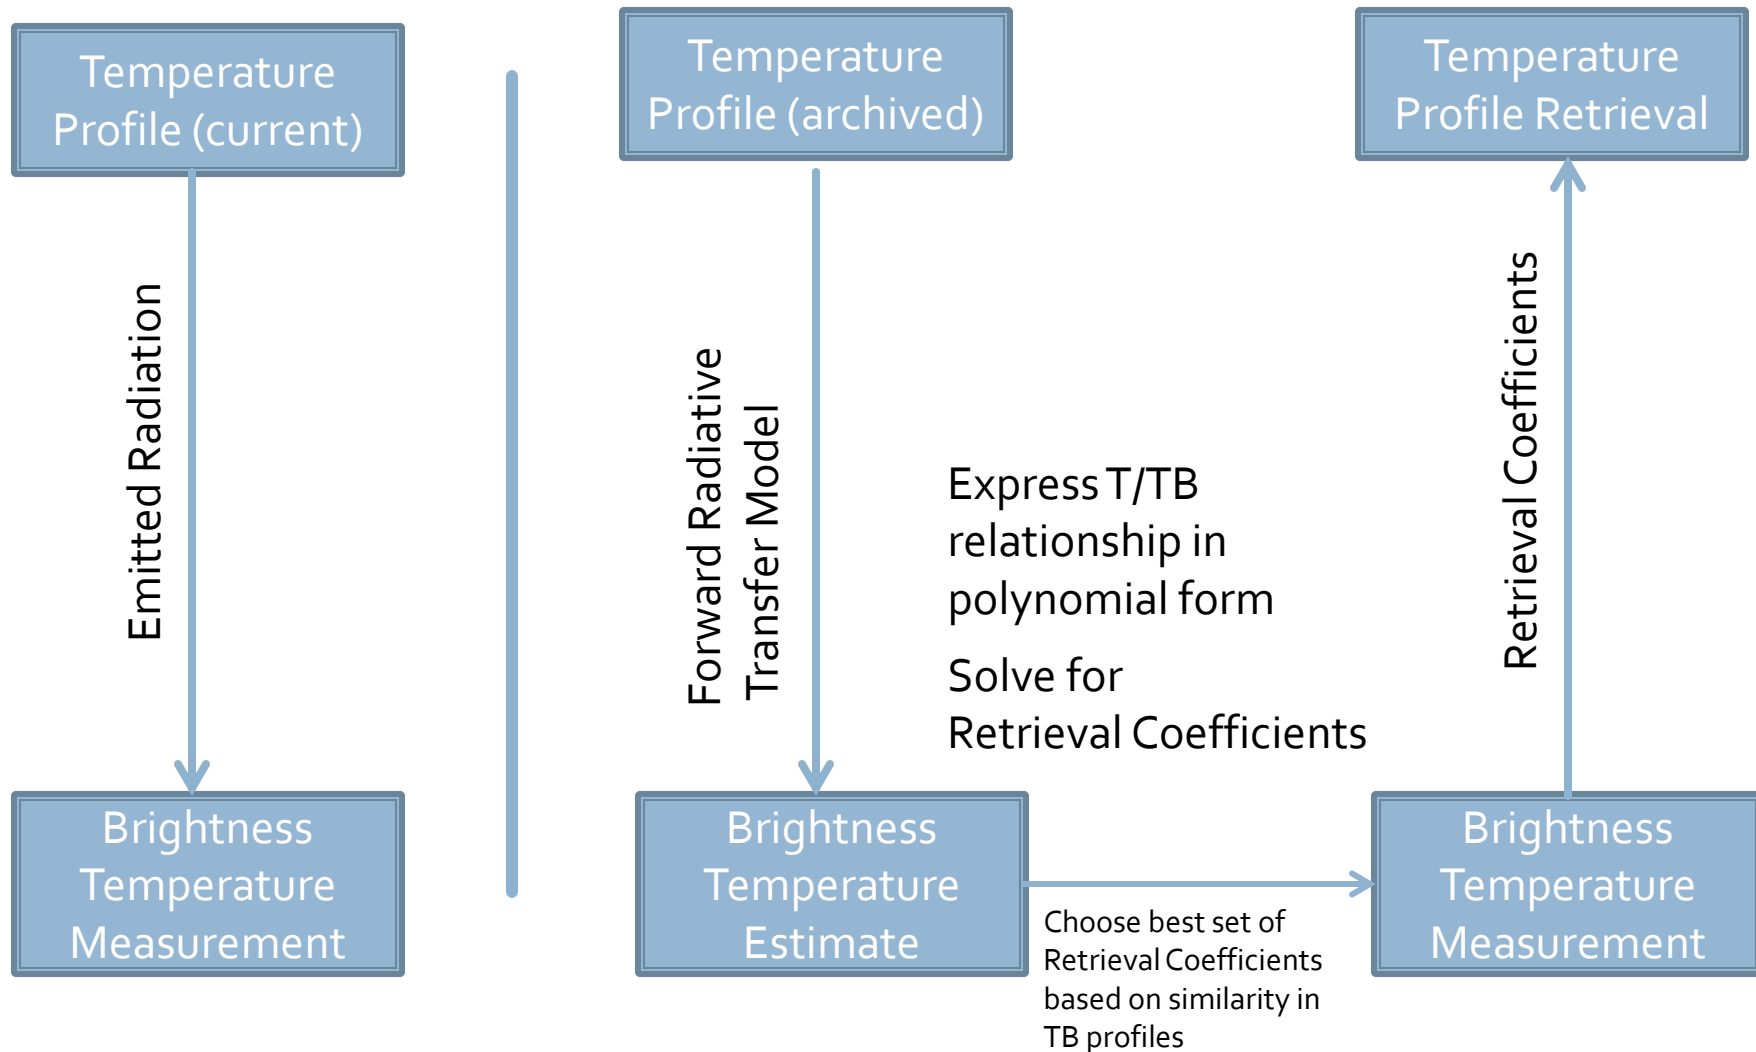 Temperature
Profile (current)
Emitted Radiation
Brightness
Temperature
Measurement
Temperature
Profile (archived)
Forward Radiative
Transfer Model
Brightness
Temperature
Estimate
Express T/TB
relationship in
polynomial form
Solve for
Retrieval Coefficients
Choose best set of
Retrieval Coefficients
based on similarity in
TB profiles
Temperature
Profile Retrieval
Retrieval Coefficients
Brightness
Temperature
Measurement